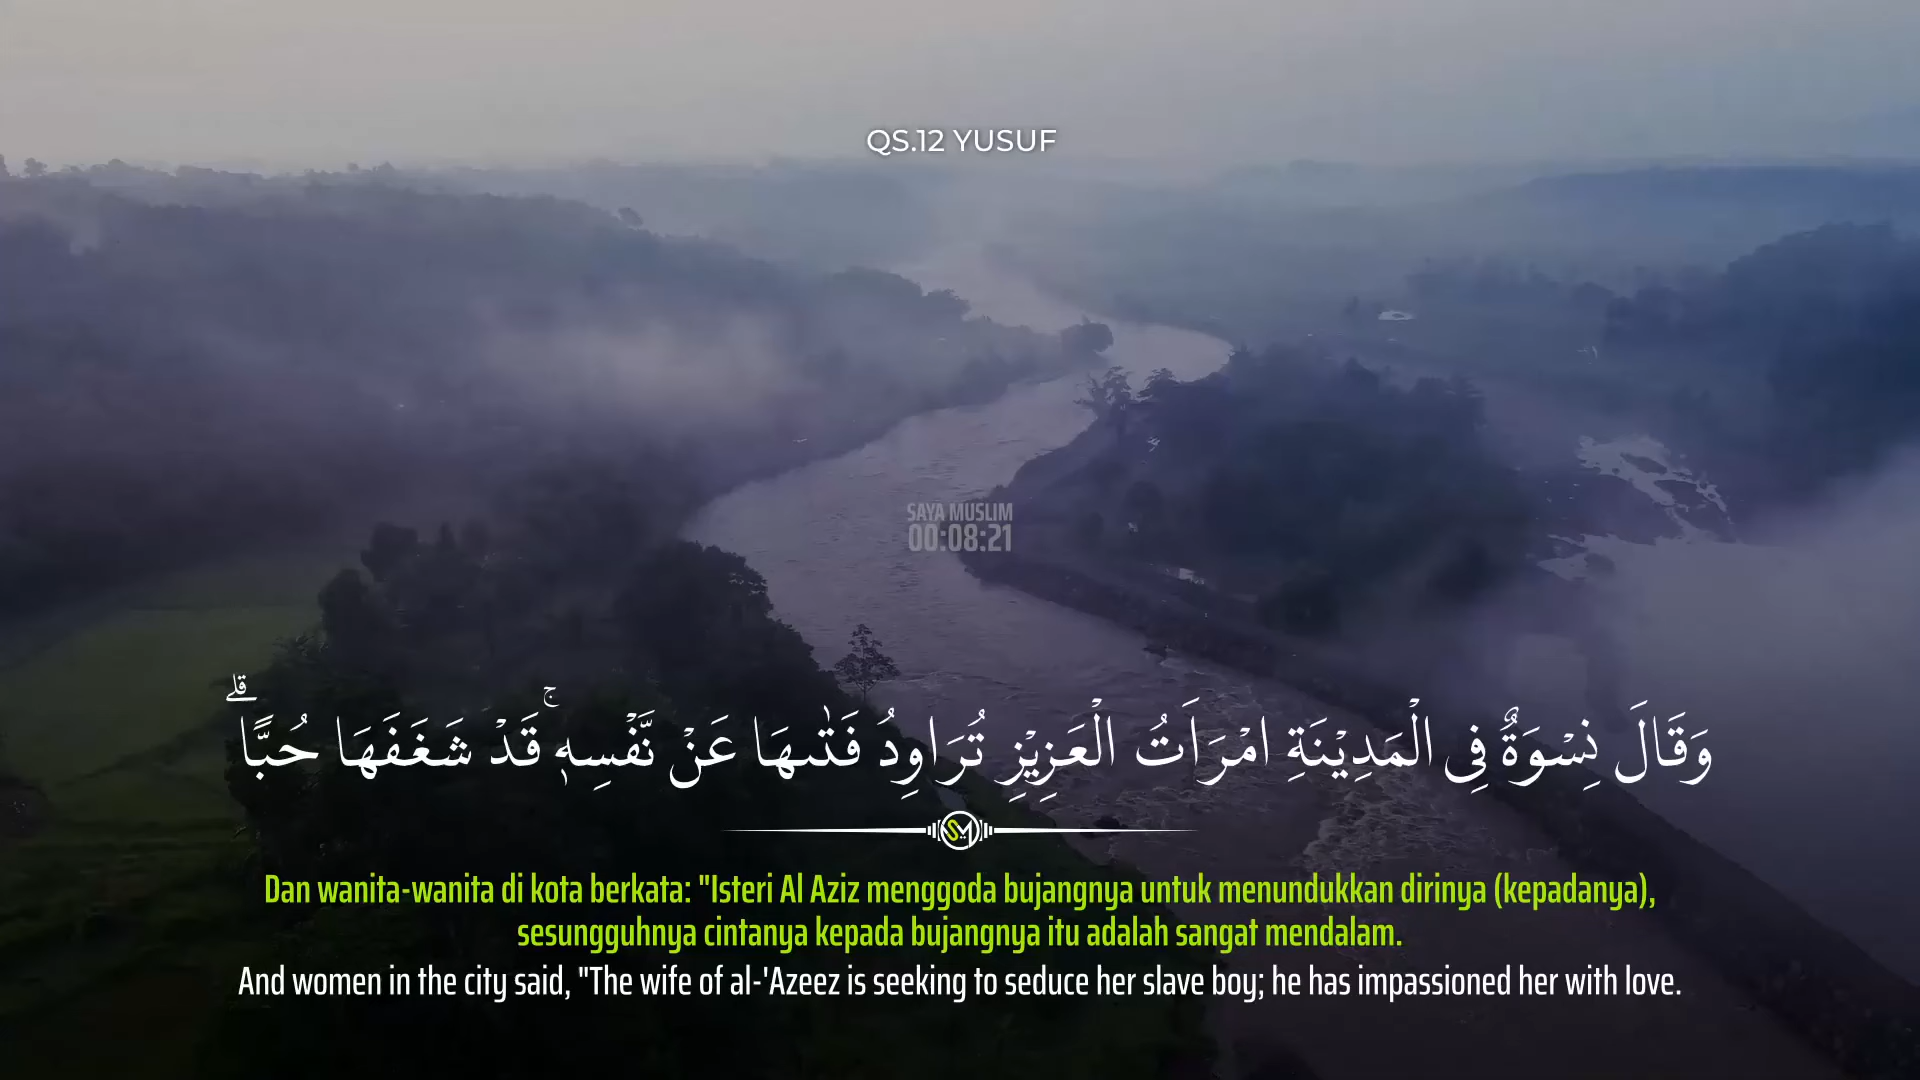 QS.12 YUSUF
SAYA MUSLIM
00:08:21
وَقَالَ نِسْوَةٌ فِى الْمَدِيْنَةِ امْرَاَتُ الْعَزِيْزِ تُرَاوِدُ فَتٰىهَا عَنْ نَّفْسِهٖۚ قَدْ شَغَفَهَا حُبًّاۗ
SM
Dan wanita-wanita di kota berkata: "Isteri Al Aziz menggoda bujangnya untuk menundukkan dirinya (kepadanya),
sesungguhnya cintanya kepada bujangnya itu adalah sangat mendalam.
And women in the city said, "The wife of al-'Azeez is seeking to seduce her slave boy; he has impassioned her with love.